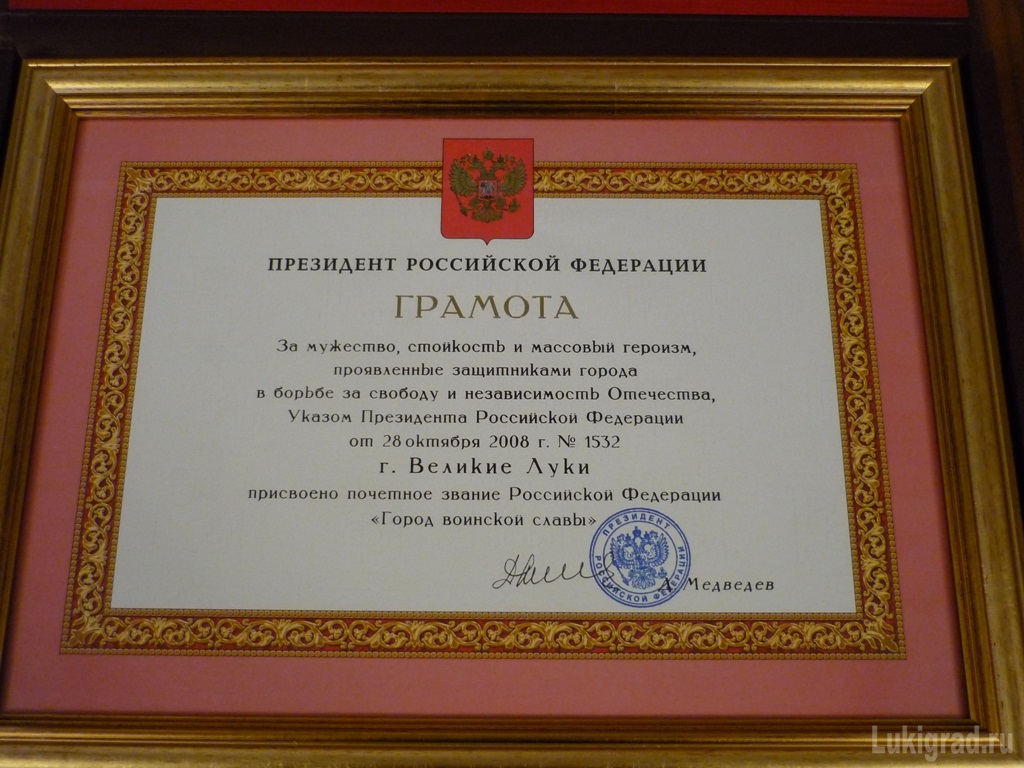 ПРЕЗИДЕНТ РОССИЙСКОЙ ФЕДЕРАЦИИ
ГРАМОТА
За мужество, стойкость и массовый героизм,
проявленные защитниками города
в борьбе за свободу и независимость Отечества,
Указом Президента Российской Федерации
от 28 октября 2008 г. № 1532
г. Великие Луки
присвоено почетное звание Российской Федерации
«Город воинской славы»
ПРЕЗИДЕНТ РОССИЙСКОЙ ФЕДЕРАЦИИ
Д.Медведев
Lukigrad.ru